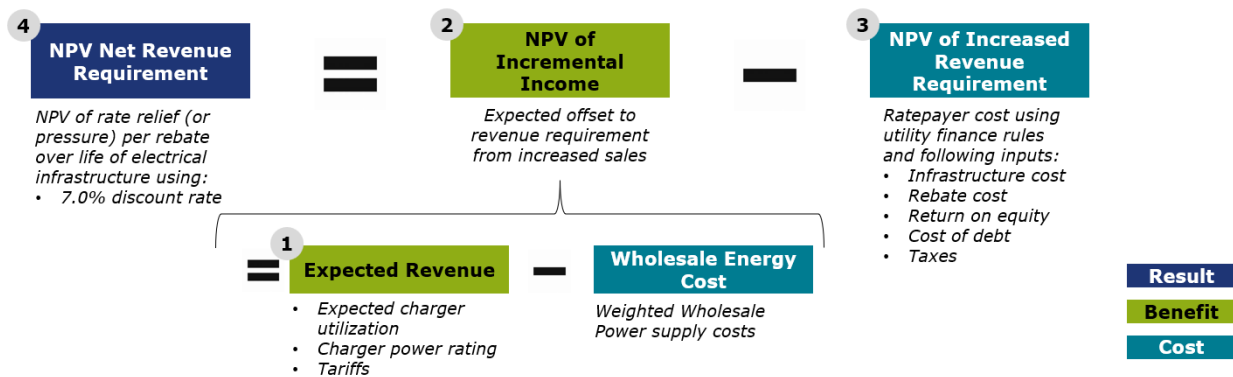 4
NPV Net Revenue
Requirement
=
2
NPV of
Incremental
Income
−
3
NPV of Increased
Revenue
Requirement
NPV of rate relief (or
pressure) per rebate
over life of electrical
infrastructure using:
• 7.0% discount rate
Expected offset to
revenue requirement
from increased sales
Ratepayer cost using
utility finance rules
and following inputs:
• Infrastructure cost
• Rebate cost
• Return on equity
• Cost of debt
• Taxes
=
1
Expected Revenue
−
Wholesale Energy
Cost
• Expected charger
utilization
• Charger power rating
• Tariffs
Weighted Wholesale
Power supply costs
Result
Benefit
Cost